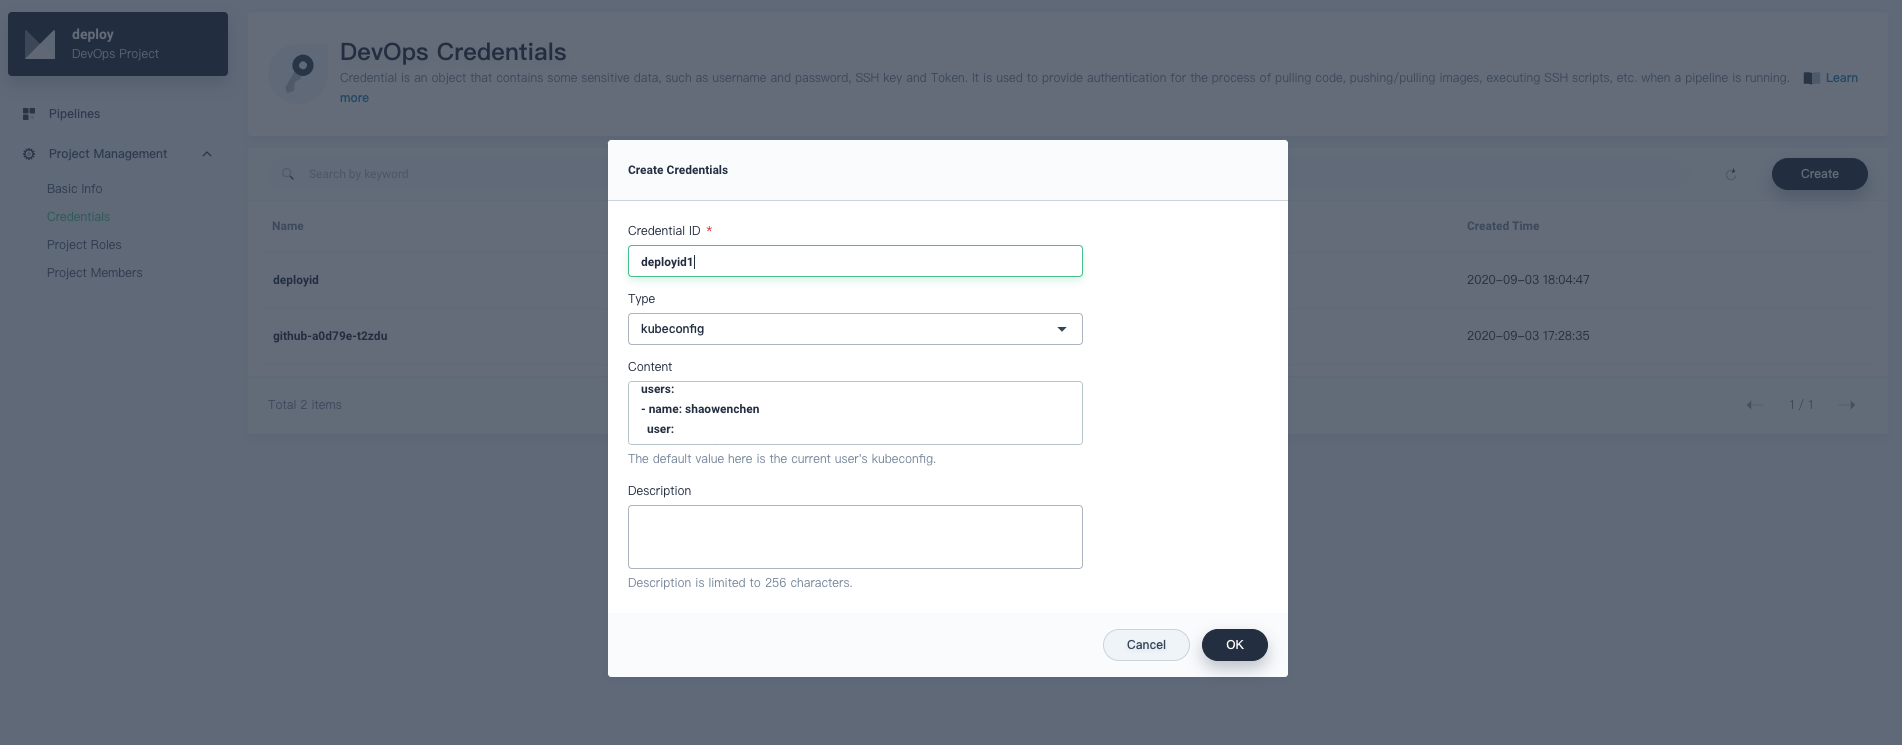 deploy
DevOps Project
Pipelines
Project Management
Basic Info
Credentials
Project Roles
Project Members
DevOps Credentials
Credential is an object that contains some sensitive data, such as username and password, SSH key and Token. It is used to provide authentication for the process of pulling code, pushing/pulling images, executing SSH scripts, etc. when a pipeline is running. Learn
more
Search by keyword
Create
Name
Created Time
deployid
2020-09-03 18:04:47
github-a0d79e-t2zdu
2020-09-03 17:28:35
Total 2 items
1 / 1
Create Credentials
Credential ID *
deployid1
Type
kubeconfig
Content
users:
- name: shaowenchen
user:
The default value here is the current user's kubeconfig.
Description
Description is limited to 256 characters.
Cancel
OK